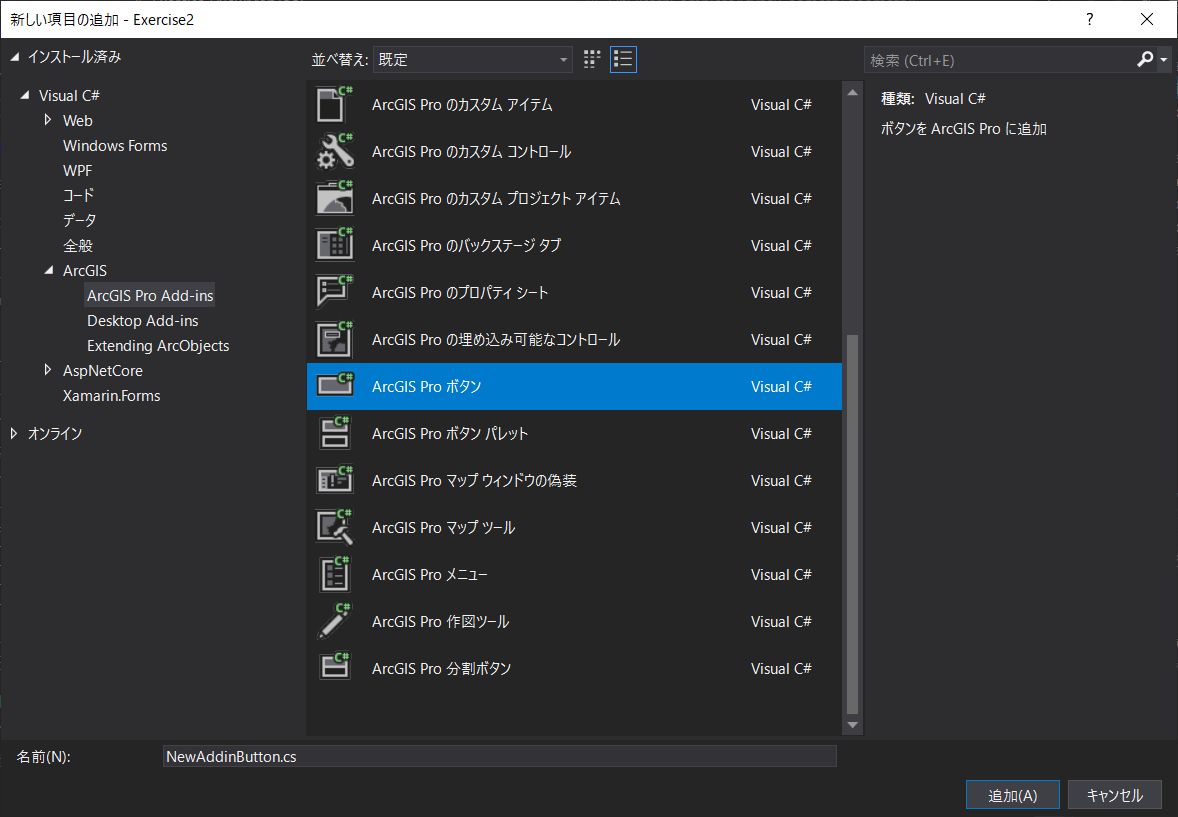 新しい項目の追加 - Exercise2
?
インストール済み
Visual C#
Web
Windows Forms
WPF
コード
データ
全般
ArcGIS
ArcGIS Pro Add-ins
Desktop Add-ins
Extending ArcObjects
AspNetCore
Xamarin.Forms
オンライン
並べ替え: 既定
C# ArcGIS Pro のカスタム アイテム Visual C#
C# ArcGIS Pro のカスタム コントロール Visual C#
C# ArcGIS Pro のカスタム プロジェクト アイテム Visual C#
C# ArcGIS Pro のバックステージ タブ Visual C#
C# ArcGIS Pro のプロパティ シート Visual C#
C# ArcGIS Pro の埋め込み可能なコントロール Visual C#
C# ArcGIS Pro ボタン Visual C#
C# ArcGIS Pro ボタン パレット Visual C#
C# ArcGIS Pro マップ ウィンドウの偽装 Visual C#
C# ArcGIS Pro マップ ツール Visual C#
C# ArcGIS Pro メニュー Visual C#
C# ArcGIS Pro 作図ツール Visual C#
C# ArcGIS Pro 分割ボタン Visual C#
検索 (Ctrl+E)
種類: Visual C#
ボタンを ArcGIS Pro に追加
名前(N): NewAddinButton.cs
追加(A) キャンセル